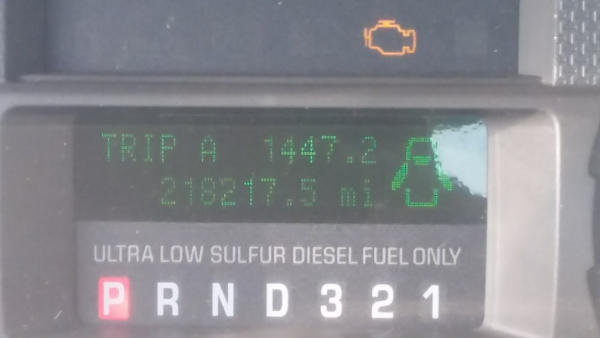 TRIP A 1447.2
218217.5 mi
ULTRA LOW SULFUR DIESEL FUEL ONLY
P R N D 3 2 1